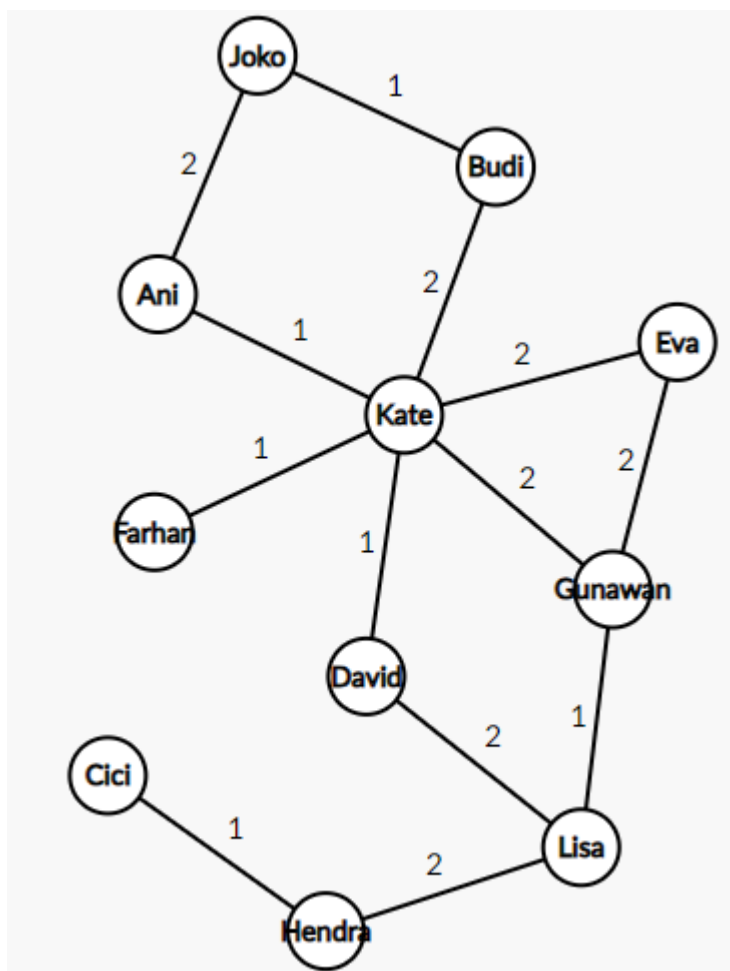 Joko
1
Budi
2
Ani
2
1
Eva
2
Kate
1
2
2
Farhan
1
Gunawan
David
1
2
Cici
1
Lisa
2
Hendra